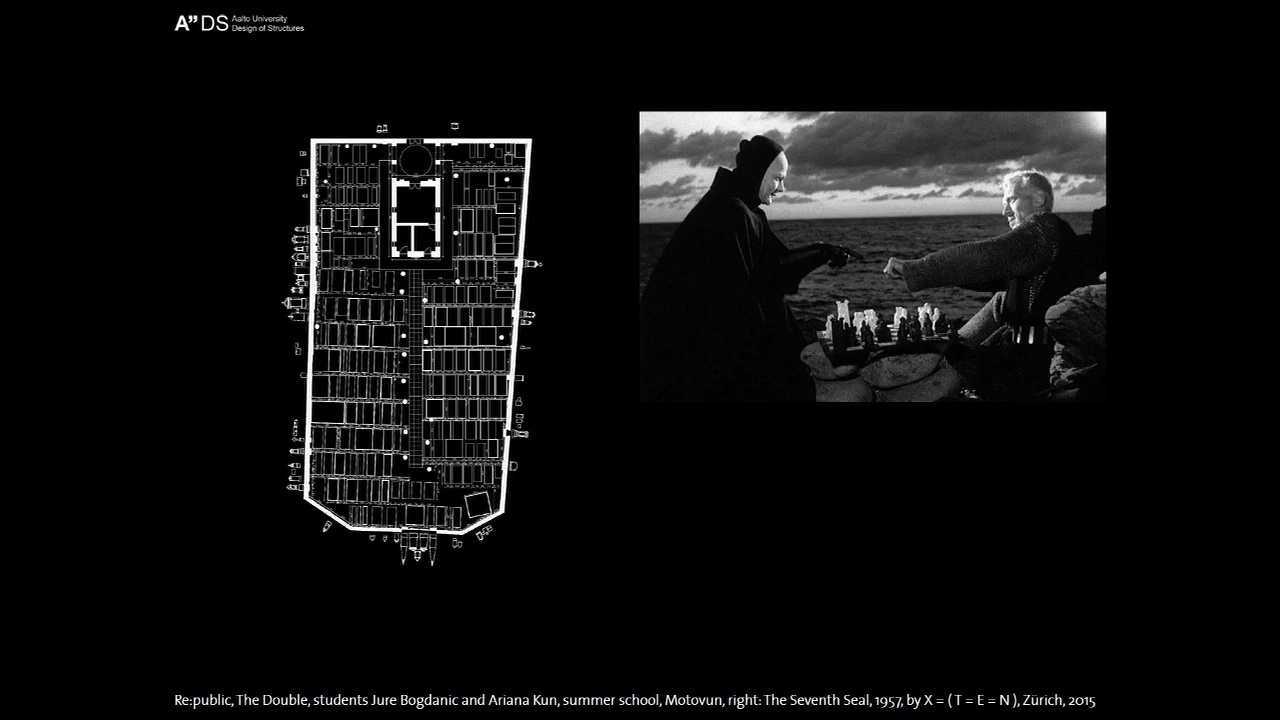 A” DS Aalto University
Design of Structures
Re:public, The Double, students Jure Bogdanic and Ariana Kun, summer school, Motovun, right: The Seventh Seal, 1957, by X = ( T = E = N ), Zürich, 2015